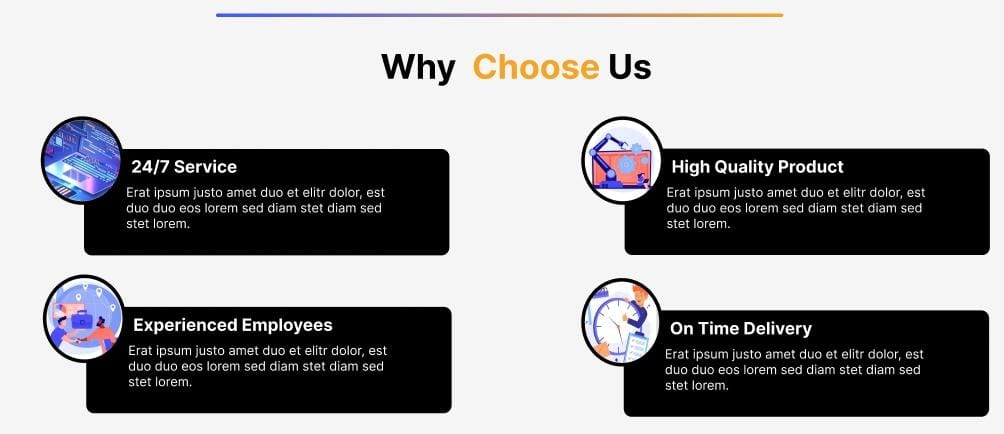 Why Choose Us
24/7 Service
Erat ipsum justo amet duo et elitr dolor, est
duo duo eos lorem sed diam stet diam sed
stet lorem.
High Quality Product
Erat ipsum justo amet duo et elitr dolor, est
duo duo eos lorem sed diam stet diam sed
stet lorem.
Experienced Employees
Erat ipsum justo amet duo et elitr dolor, est
duo duo eos lorem sed diam stet diam sed
stet lorem.
On Time Delivery
Erat ipsum justo amet duo et elitr dolor, est
duo duo eos lorem sed diam stet diam sed
stet lorem.